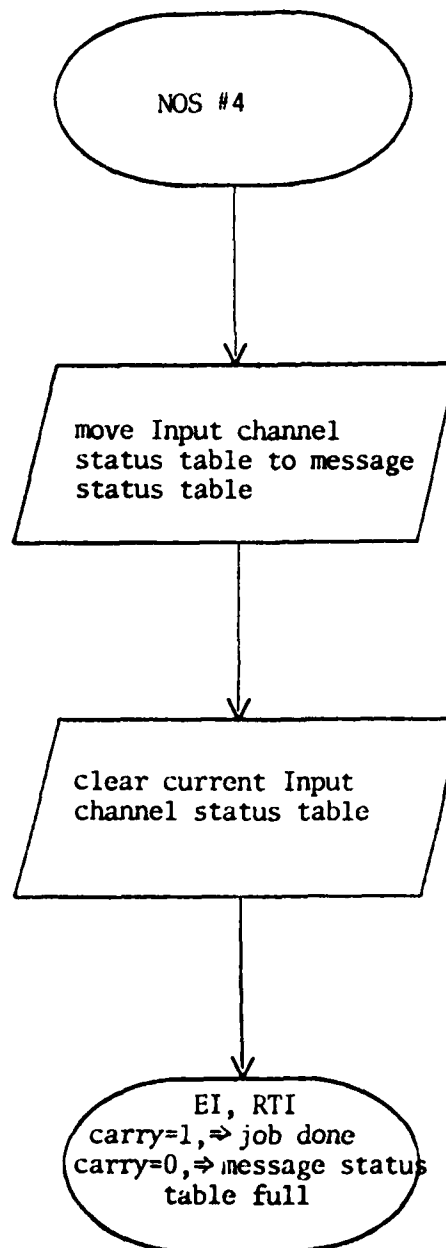 NOS #4
move Input channel
status table to message
status table
clear current Input
channel status table
EI, RTI
carry=1,⇒ job done
carry=0,⇒ message status
table full